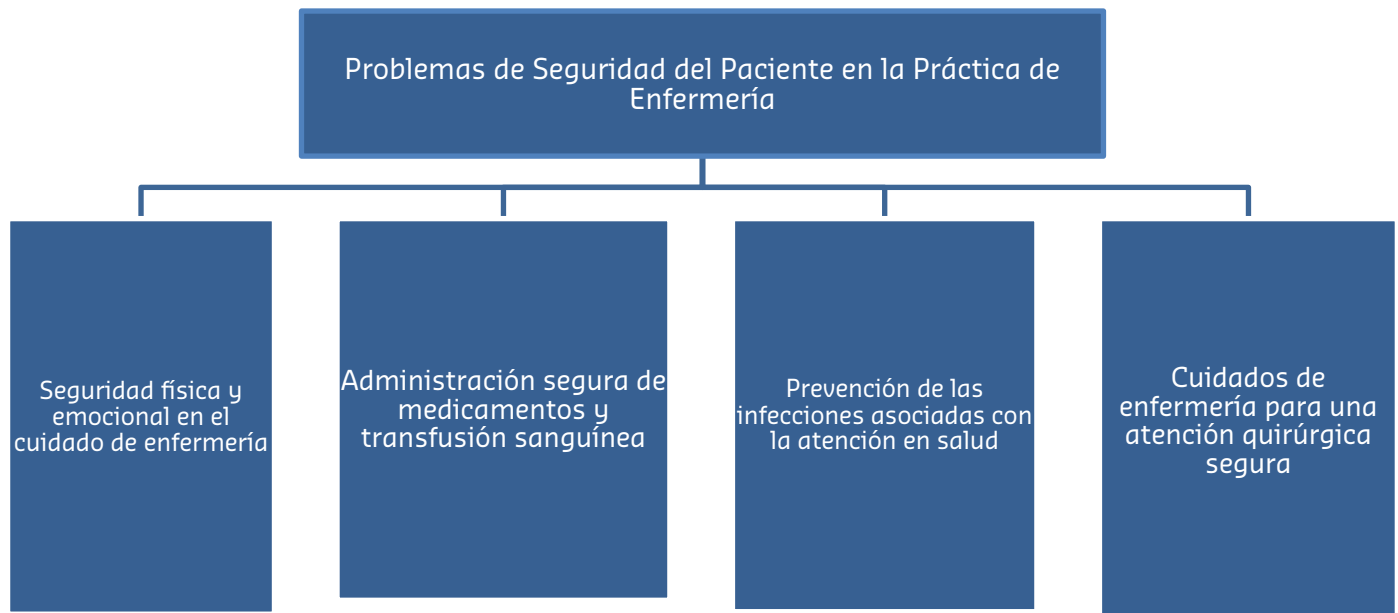 Problemas de Seguridad del Paciente en la Práctica de
Enfermería
Seguridad física y
emocional en el
cuidado de enfermería
Administración segura de
medicamentos y
transfusión sanguínea
Prevención de las
infecciones asociadas con
la atención en salud
Cuidados de
enfermería para una
atención quirúrgica
segura